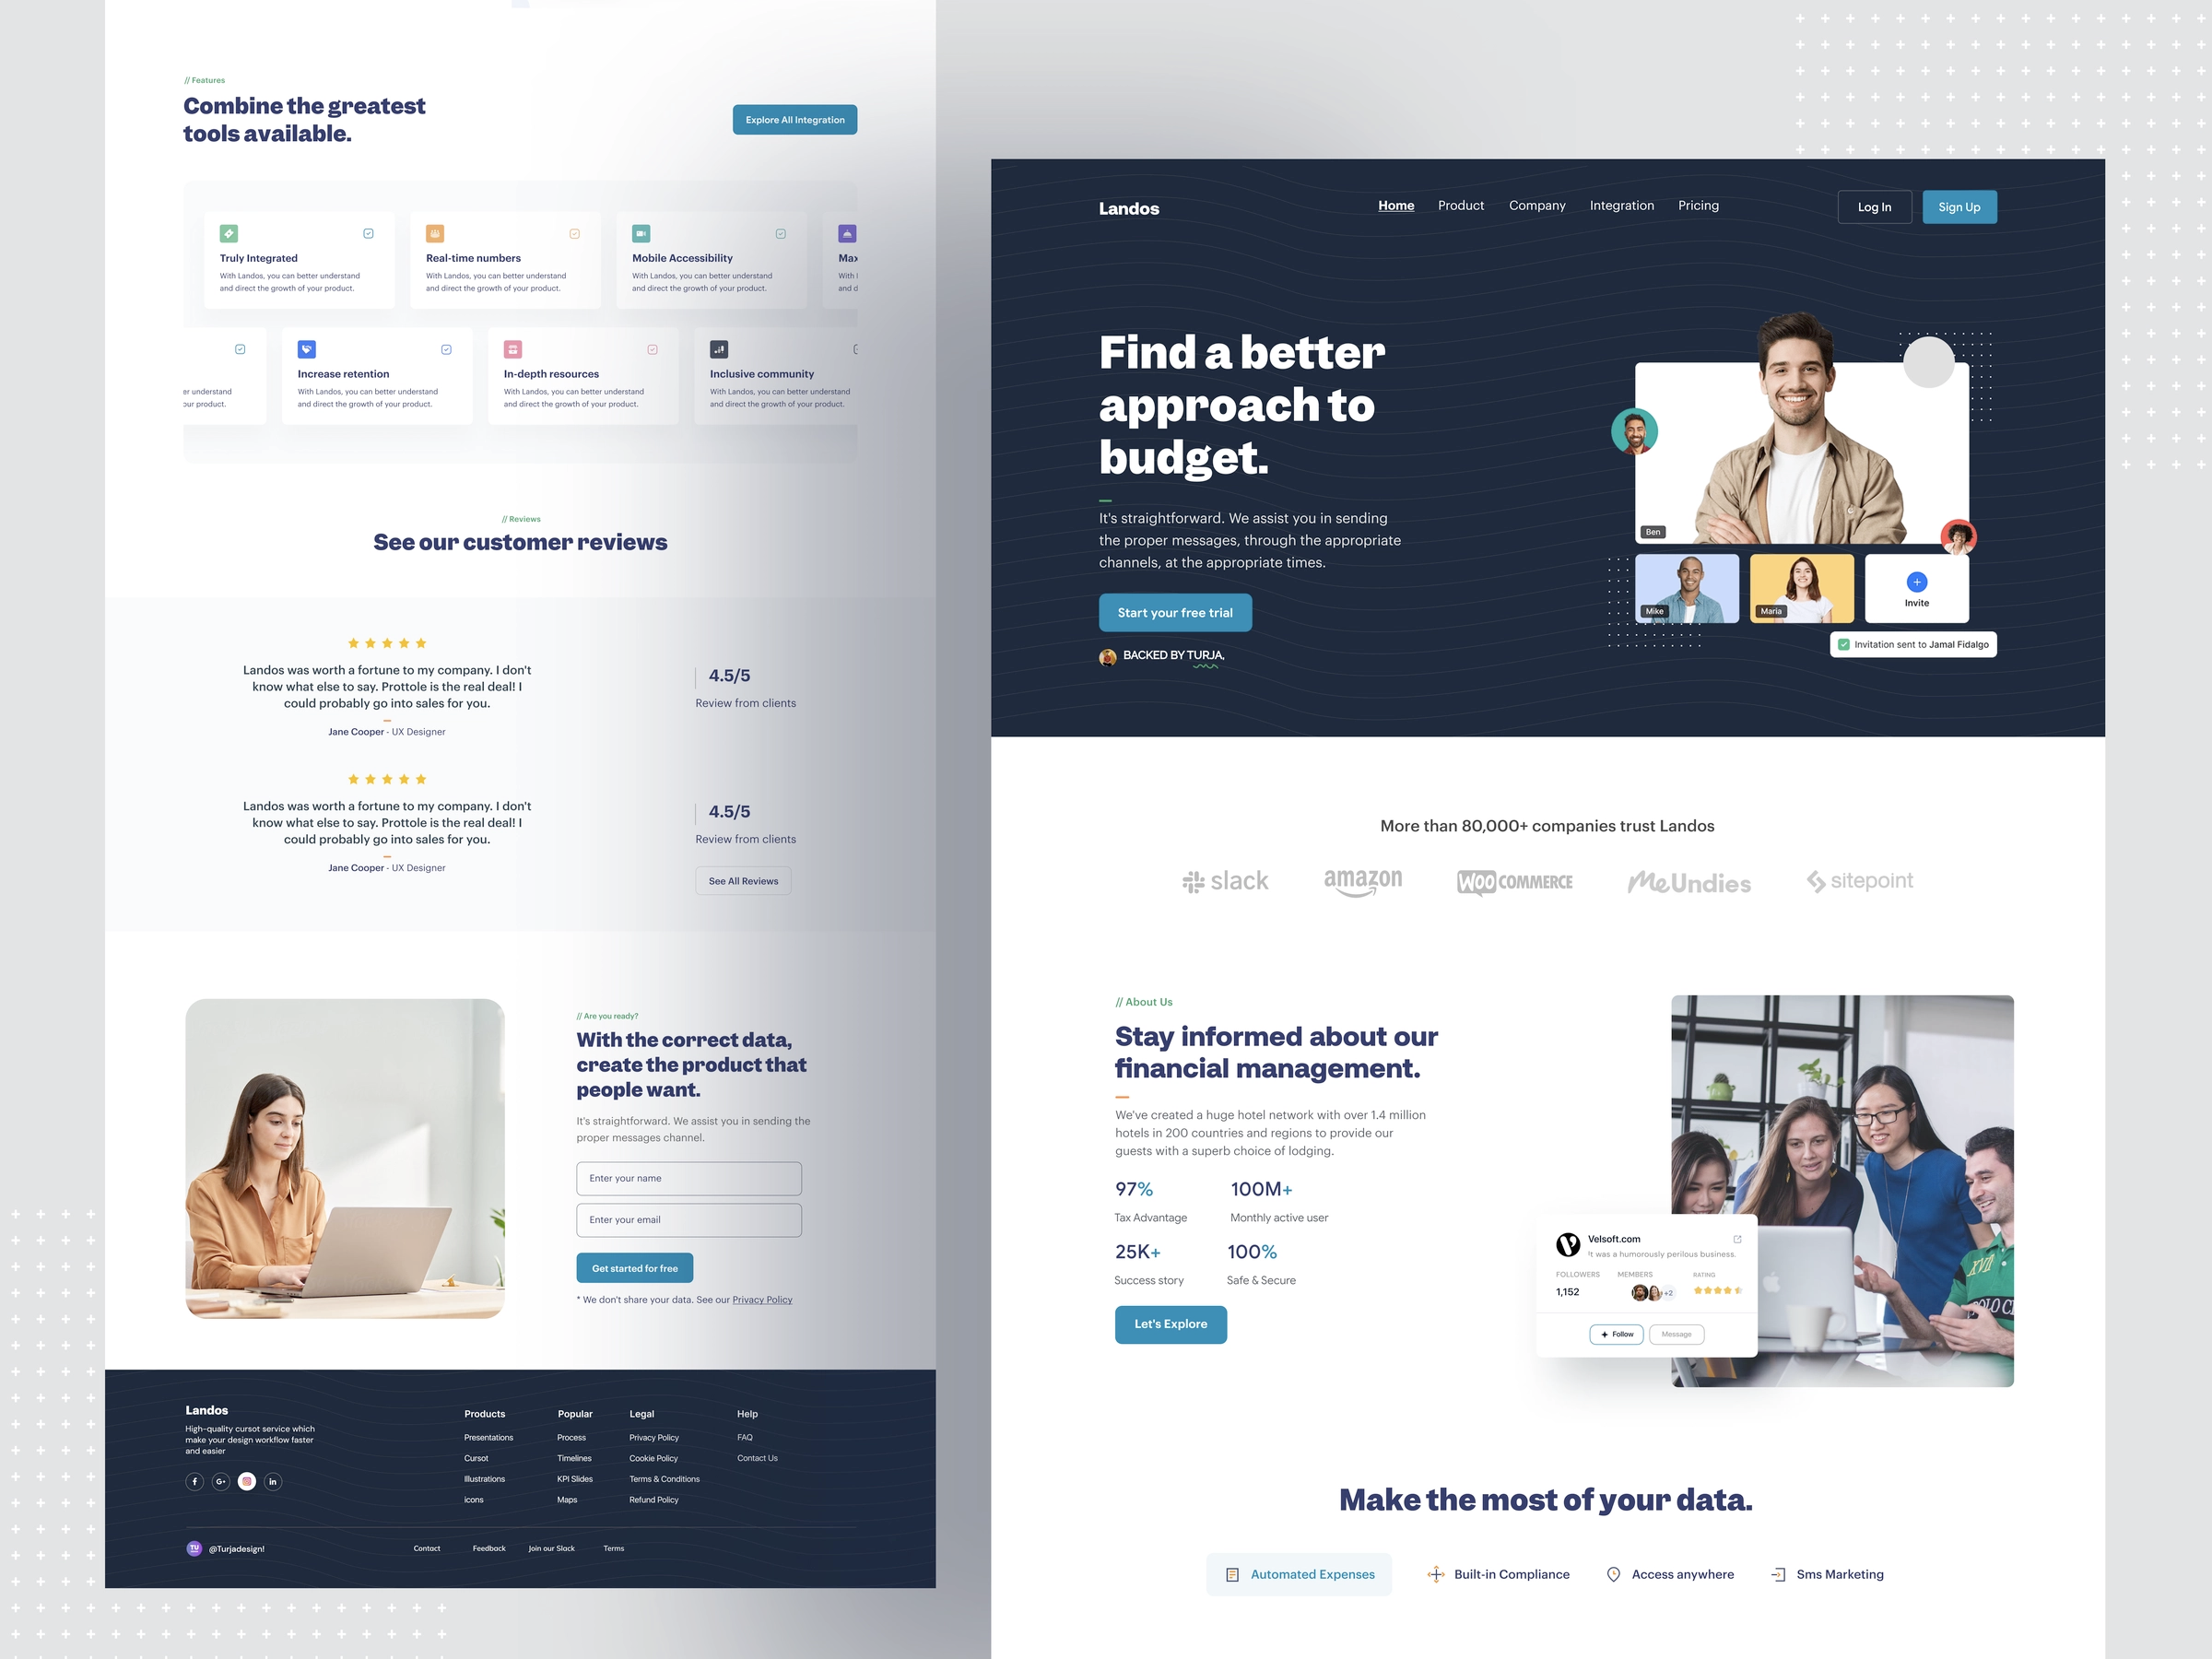 // Features
Combine the greatest
tools available.
Explore All Integration
Truly Integrated
With Landos, you can better understand
and direct the growth of your product.
Real-time numbers
With Landos, you can better understand
and direct the growth of your product.
Mobile Accessibility
With Landos, you can better understand
and direct the growth of your product.
Max
With l
and d
er understand
our product.
Increase retention
With Landos, you can better understand
and direct the growth of your product.
In-depth resources
With Landos, you can better understand
and direct the growth of your product.
Inclusive community
With Landos, you can better understand
and direct the growth of your product.
// Reviews
See our customer reviews
Landos was worth a fortune to my company. I don't
know what else to say. Prottole is the real deal! I
could probably go into sales for you.
Jane Cooper - UX Designer
4.5/5
Review from clients
Landos was worth a fortune to my company. I don't
know what else to say. Prottole is the real deal! I
could probably go into sales for you.
Jane Cooper - UX Designer
4.5/5
Review from clients
See All Reviews
// Are you ready?
With the correct data,
create the product that
people want.
It's straightforward. We assist you in sending the
proper messages channel.
Enter your name
Enter your email
Get started for free
* We don't share your data. See our Privacy Policy
Landos
High-quality cursot service which
make your design workflow faster
and easier
Products
Presentations
Cursot
Illustrations
icons
Popular
Process
Timelines
KPI Slides
Maps
Legal
Privacy Policy
Cookie Policy
Terms & Conditions
Refund Policy
Help
FAQ
Contact Us
TU
@Turjadesign!
Contact
Feedback
Join our Slack
Terms
Landos
Home
Product
Company
Integration
Pricing
Log In
Sign Up
Find a better
approach to
budget.
It's straightforward. We assist you in sending
the proper messages, through the appropriate
channels, at the appropriate times.
Start your free trial
BACKED BY TURJA,
Ben
Mike
Maria
Invite
Invitation sent to Jamal Fidalgo
More than 80,000+ companies trust Landos
slack
amazon
WOO COMMERCE
MeUndies
sitepoint
// About Us
Stay informed about our
financial management.
We've created a huge hotel network with over 1.4 million
hotels in 200 countries and regions to provide our
guests with a superb choice of lodging.
97%
Tax Advantage
100M+
Monthly active user
25K+
Success story
100%
Safe & Secure
Let's Explore
Velsoft.com
It was a humorously perilous business.
FOLLOWERS
1,152
MEMBERS
+2
RATING
Follow
Message
XVII
POLO C
Make the most of your data.
Automated Expenses
Built-in Compliance
Access anywhere
Sms Marketing